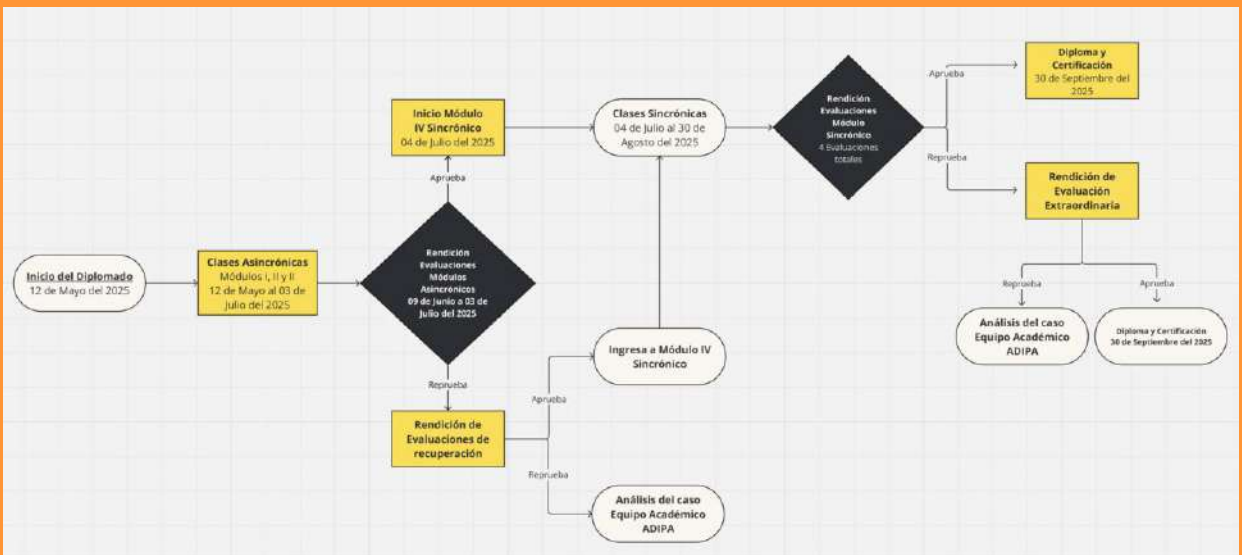 Inicio del Diplomado
12 de Mayo del 2025
Clases Asincrónicas
Módulos I, II y II
12 de Mayo al 03 de
Julio del 2025
Rendición
Evaluaciones
Módulos
Asincrónicos
09 de Junio a 03 de
Julio del 2025
Aprueba
Inicio Módulo
IV Sincrónico
04 de Julio del 2025
Reprueba
Rendición de
Evaluaciones de
recuperación
Aprueba
Ingresa a Módulo IV
Sincrónico
Reprueba
Análisis del caso
Equipo Académico
ADIPA
Clases Sincrónicas
04 de Julio al 30 de
Agosto del 2025
Rendición
Evaluaciones
Módulo
Sincrónico
4 Evaluaciones
totales
Aprueba
Diploma y
Certificación
30 de Septiembre del
2025
Reprueba
Rendición de
Evaluación
Extraordinaria
Reprueba
Análisis del caso
Equipo Académico
ADIPA
Aprueba
Diploma y Certificación
30 de Septiembre del 2025